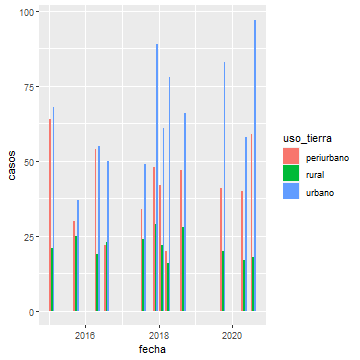 100
75
50
25
0
casos
2016
2018
2020
fecha
uso_tierra
periurbano
rural
urbano